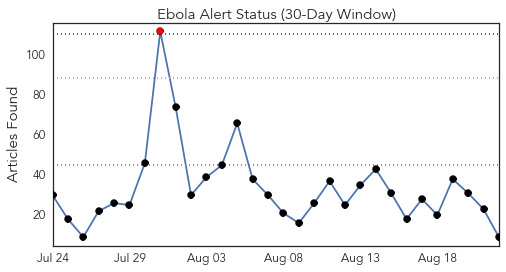 Ebola Alert Status (30-Day Window)
Articles Found
100
80
60
40
20
Jul 24 Jul 29 Aug 03 Aug 08 Aug 13 Aug 18